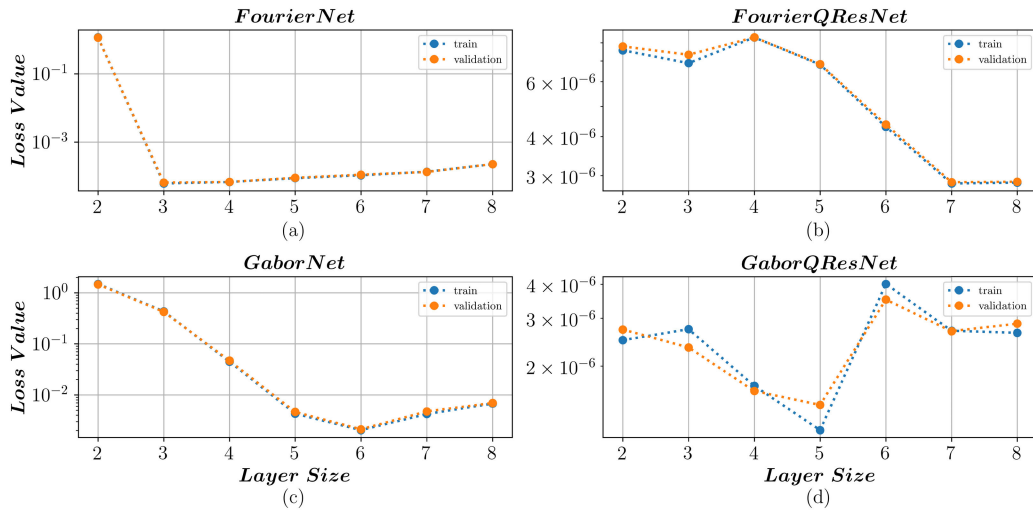 FourierNet
Loss Value
10⁻¹
10⁻³
train
validation
2 3 4 5 6 7 8
(a)
FourierQResNet
6 × 10⁻⁶
4 × 10⁻⁶
3 × 10⁻⁶
train
validation
2 3 4 5 6 7 8
(b)
GaborNet
Loss Value
10⁰
10⁻¹
10⁻²
train
validation
2 3 4 5 6 7 8
Layer Size
(c)
GaborQResNet
4 × 10⁻⁶
3 × 10⁻⁶
2 × 10⁻⁶
train
validation
2 3 4 5 6 7 8
Layer Size
(d)